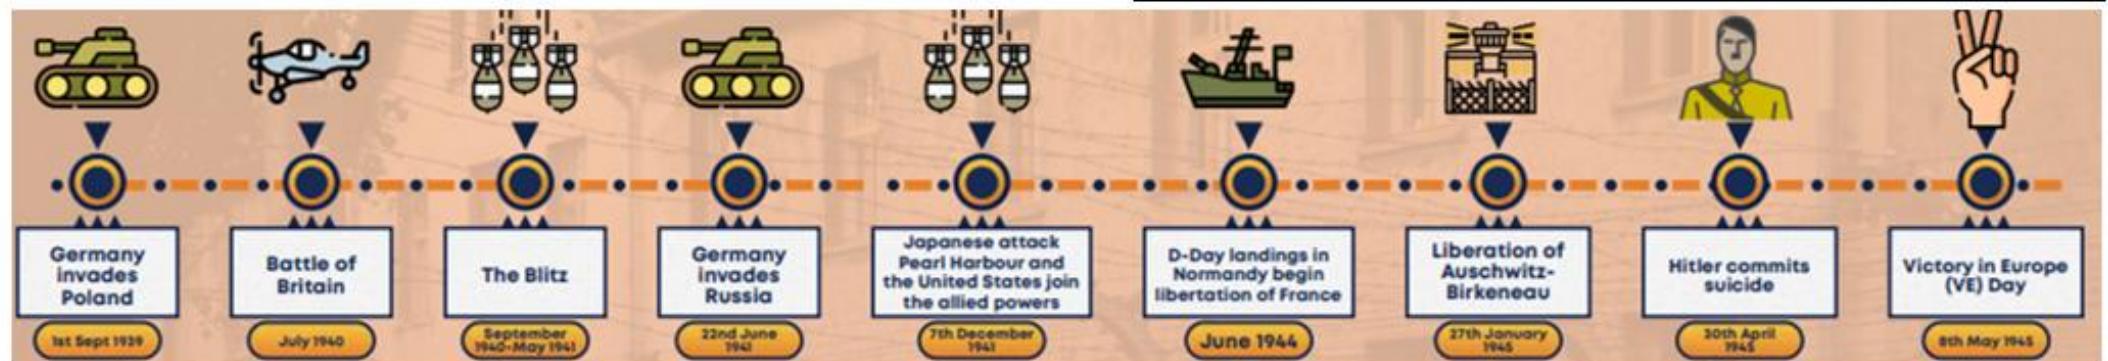 Germany
invades
Poland
1st Sept 1939
Battle of
Britain
July 1940
The Blitz
September
1940-May 1941
Germany
invades
Russia
22nd June
1941
Japanese attack
Pearl Harbour and
the United States join
the allied powers
7th December
1941
D-Day landings in
Normandy begin
libertation of France
June 1944
Liberation of
Auschwitz-
Birkeneau
27th January
1945
Hitler commits
suicide
30th April
1945
Victory in Europe
(VE) Day
8th May 1945